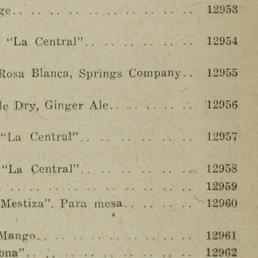 ge.. .. .. .. .. .. .. 12953
"La Central".. .. .. .. .. 12954
Rosa Blanca, Springs Company.. 12955
le Dry, Ginger Ale.. .. .. .. 12956
"La Central".. .. .. .. .. 12957
"La Central".. .. .. .. .. 12958
.. .. .. .. .. .. .. 12959
Mestiza". Para mesa.. .. .. .. 12960
Mango.. .. .. .. .. .. .. 12961
ona".. .. .. .. .. .. .. 12962